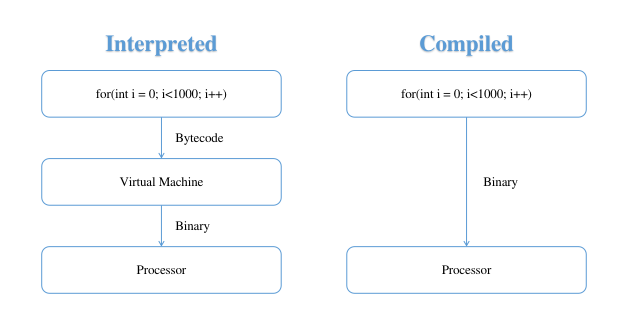 Interpreted
for(int i = 0; i<1000; i++)
Bytecode
Virtual Machine
Binary
Processor
Compiled
for(int i = 0; i<1000; i++)
Binary
Processor